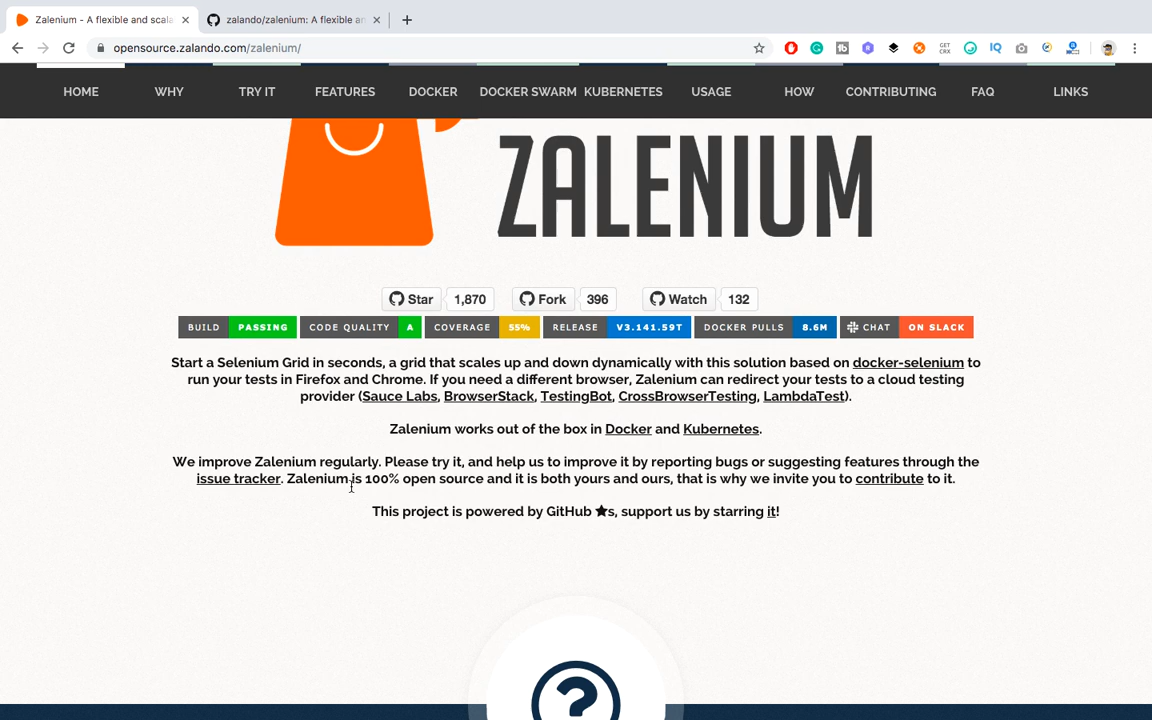 Zalenium - A flexible and scala
zalando/zalenium: A flexible an
opensource.zalando.com/zalenium/
GET CRX
IQ
HOME WHY TRY IT FEATURES DOCKER DOCKER SWARM KUBERNETES USAGE HOW CONTRIBUTING FAQ LINKS
ZALENIUM
Star 1,870 Fork 396 Watch 132
BUILD PASSING CODE QUALITY A COVERAGE 55% RELEASE V3.141.59T DOCKER PULLS 8.6M CHAT ON SLACK
Start a Selenium Grid in seconds, a grid that scales up and down dynamically with this solution based on docker-selenium to
run your tests in Firefox and Chrome. If you need a different browser, Zalenium can redirect your tests to a cloud testing
provider (Sauce Labs, BrowserStack, TestingBot, CrossBrowserTesting, LambdaTest).
Zalenium works out of the box in Docker and Kubernetes.
We improve Zalenium regularly. Please try it, and help us to improve it by reporting bugs or suggesting features through the
issue tracker. Zalenium is 100% open source and it is both yours and ours, that is why we invite you to contribute to it.
This project is powered by GitHub ★s, support us by starring it!
?